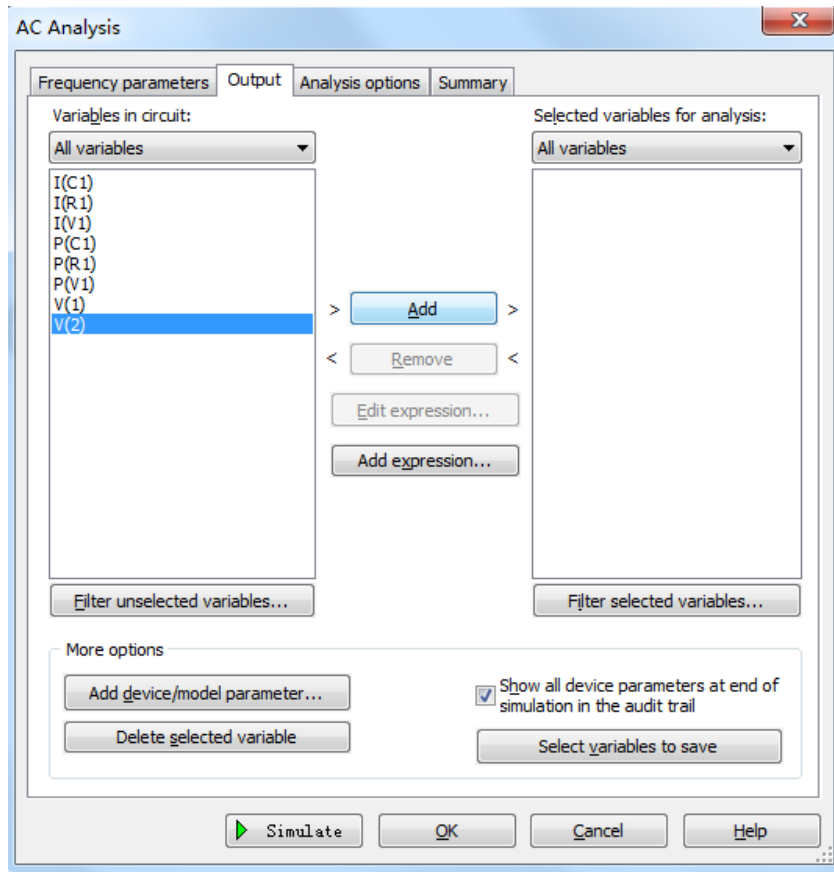 AC Analysis
x
Frequency parameters Output Analysis options Summary
Variables in circuit: Selected variables for analysis:
All variables All variables
I(C1)
I(R1)
I(V1)
P(C1)
P(R1)
P(V1)
V(1)
V(2)
> Add >
< Remove <
Edit expression...
Add expression...
Filter unselected variables... Filter selected variables...
More options
Add device/model parameter... Show all device parameters at end of
simulation in the audit trail
Delete selected variable Select variables to save
Simulate OK Cancel Help